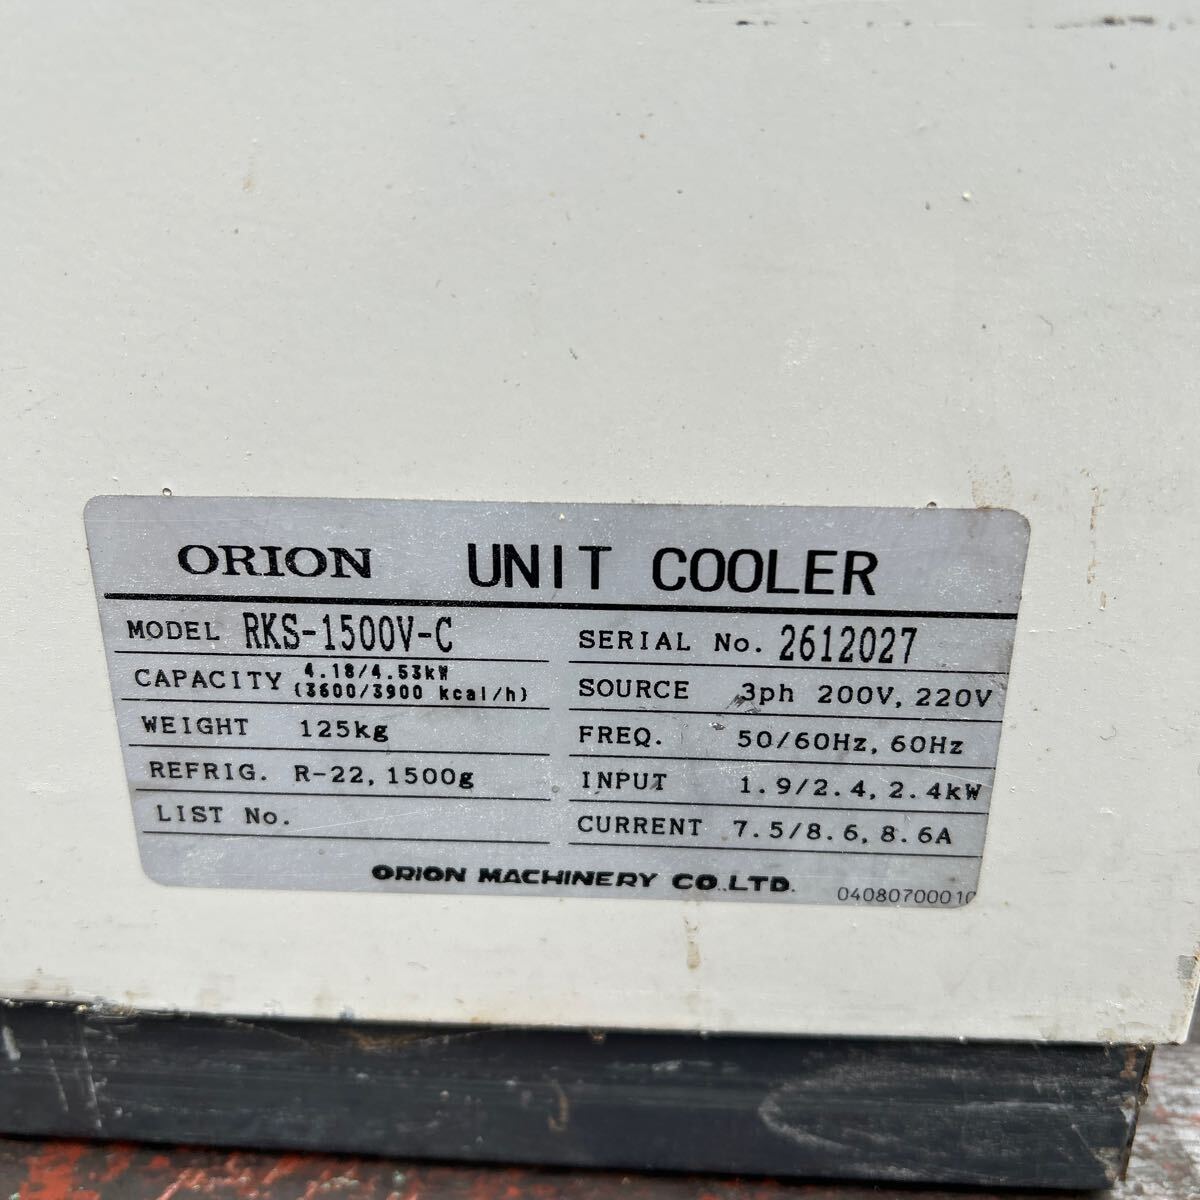 ORION UNIT COOLER
MODEL RKS-1500V-C
CAPACITY 4.18/4.53kW
(3600/3900 kcal/h)
WEIGHT 125kg
REFRIG. R-22, 1500g
LIST No.
SERIAL No. 2612027
SOURCE 3ph 200V, 220V
FREQ. 50/60Hz, 60Hz
INPUT 1.9/2.4, 2.4kW
CURRENT 7.5/8.6, 8.6A
ORION MACHINERY CO.,LTD.
04080700010